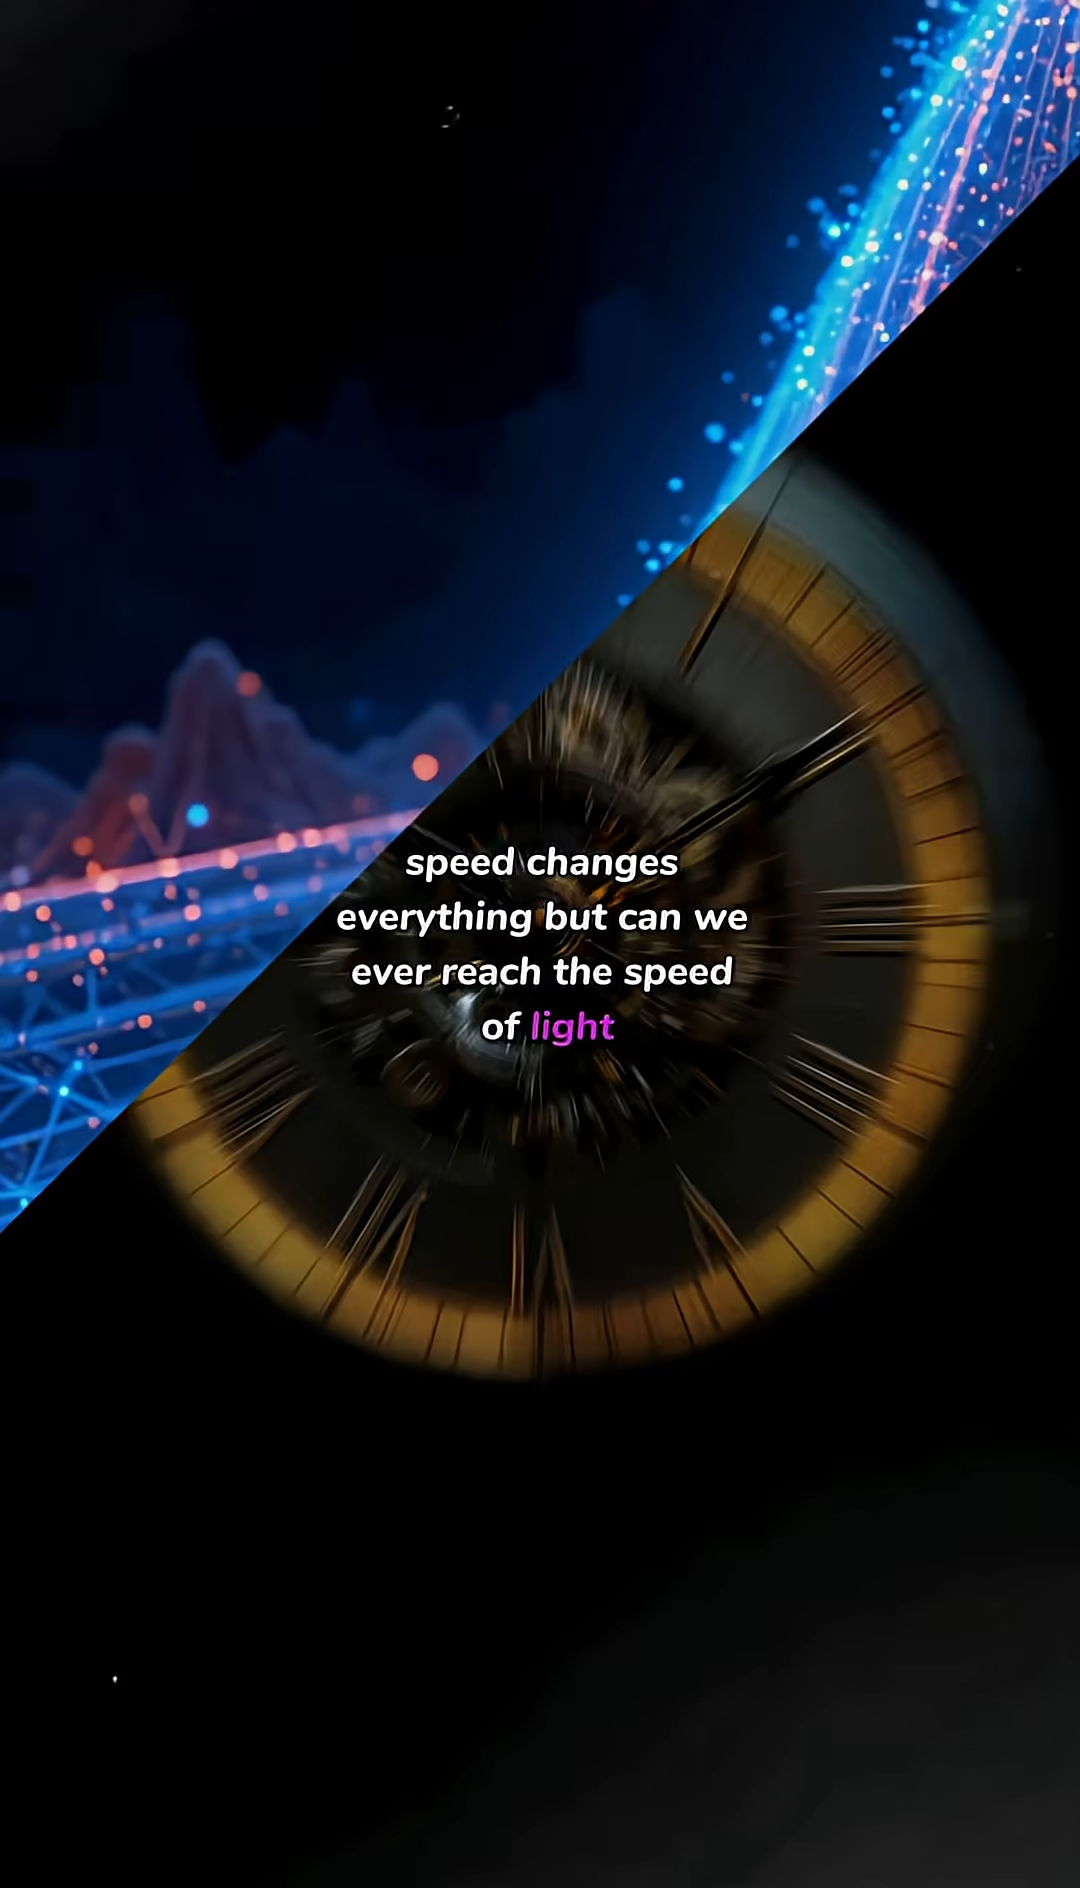 speed changes
everything but can we
ever reach the speed
of light